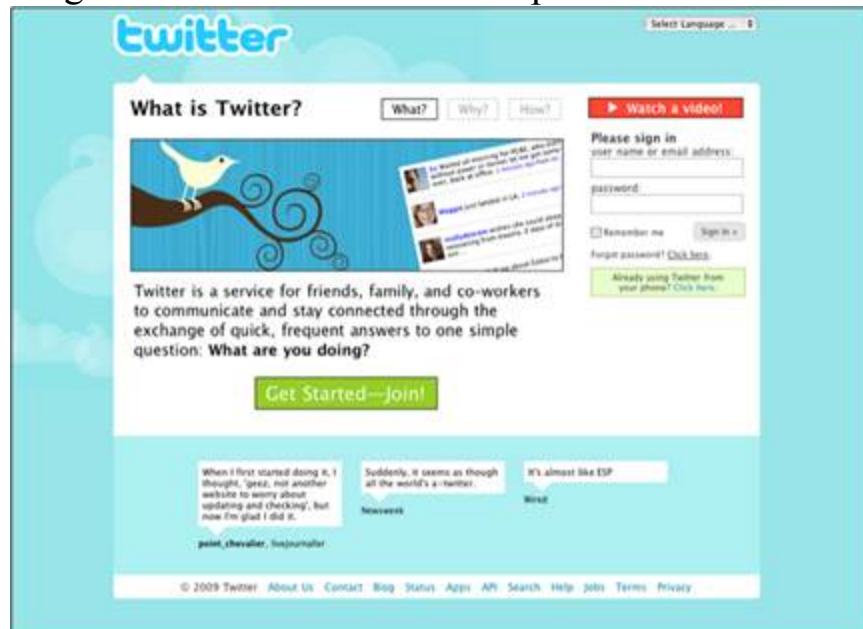 twitter
Select Language ...
What is Twitter?
What?
Why?
How?
Watch a video!
Please sign in
user name or email address:
password:
Remember me
Sign In »
Forgot password? Click here.
Already using Twitter from
your phone? Click here.
Twitter is a service for friends, family, and co-workers
to communicate and stay connected through the
exchange of quick, frequent answers to one simple
question: What are you doing?
Get Started—Join!
When I first started doing it, I
thought, 'geez, not another
website to worry about
updating and checking', but
now I'm glad I did it.
point_chevalier, livejournaller
Suddenly, it seems as though
all the world's a-twitter.
Newsweek
It's almost like ESP
Wired
© 2009 Twitter About Us Contact Blog Status Apps API Search Help Jobs Terms Privacy